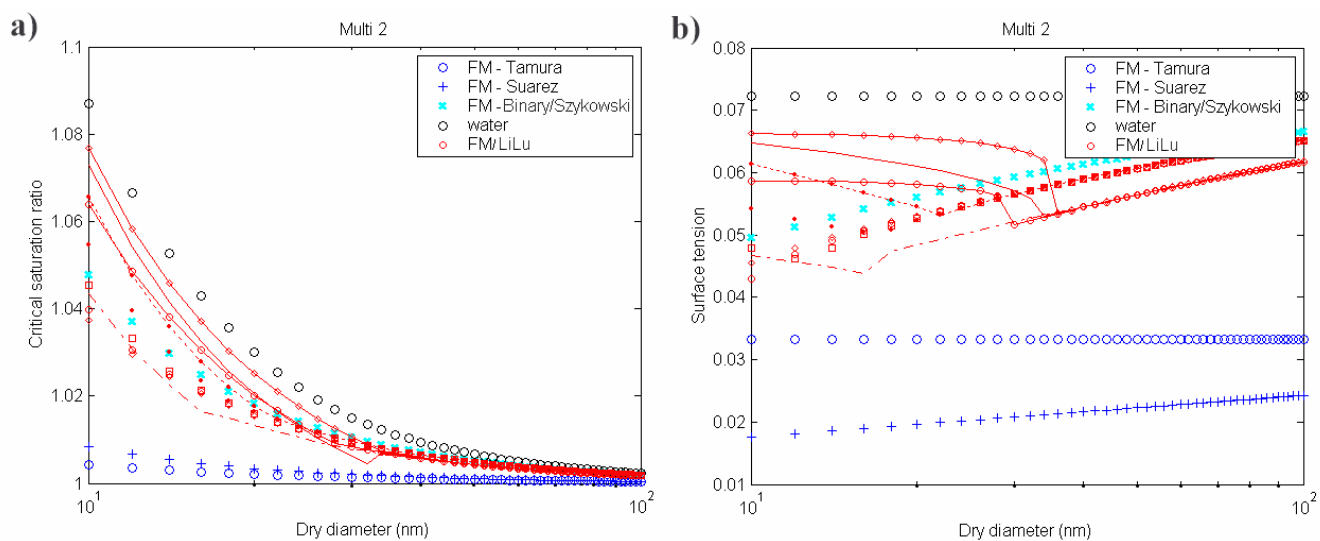 a)
Multi 2
1.1
1.08
1.06
1.04
1.02
1
Critical saturation ratio
FM - Tamura
FM - Suarez
FM -Binary/Szykowski
water
FM/LiLu
10^1
10^2
Dry diameter (nm)
b)
Multi 2
0.08
0.07
0.06
0.05
0.04
0.03
0.02
0.01
Surface tension
FM - Tamura
FM - Suarez
FM - Binary/Szykowski
water
FM/LiLu
10^1
10^2
Dry diameter (nm)